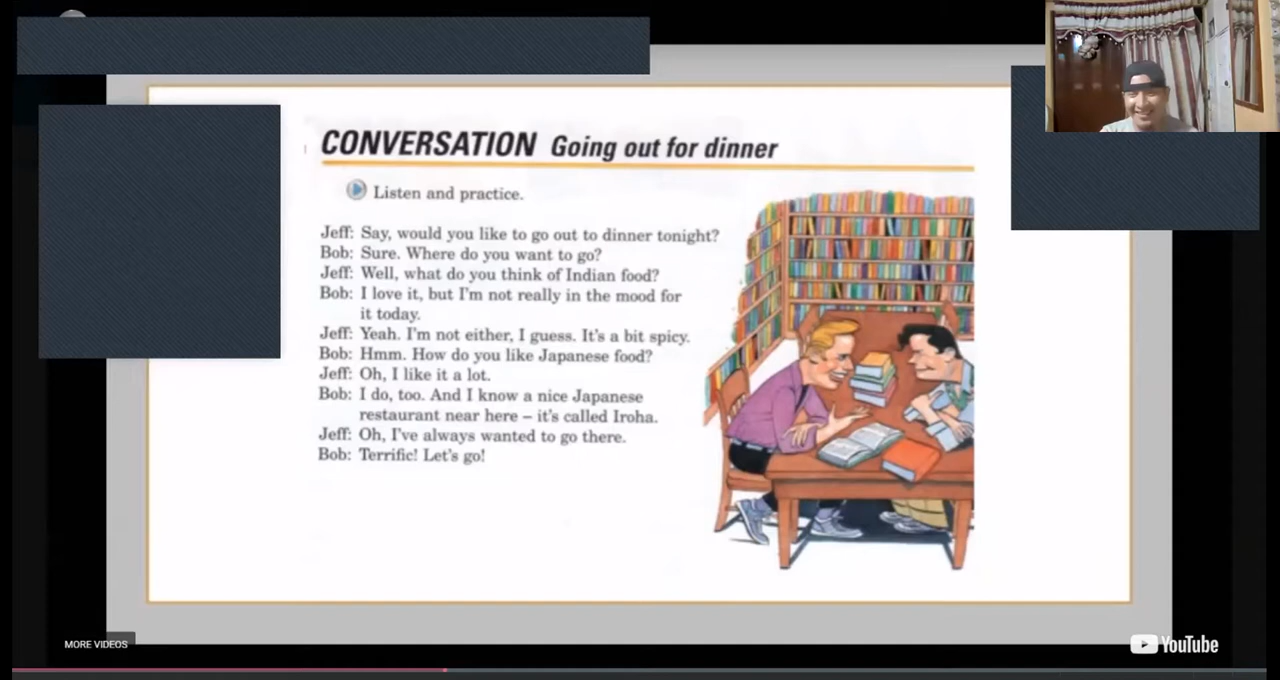 CONVERSATION Going out for dinner
Listen and practice.
Jeff: Say, would you like to go out to dinner tonight?
Bob: Sure. Where do you want to go?
Jeff: Well, what do you think of Indian food?
Bob: I love it, but I'm not really in the mood for
it today.
Jeff: Yeah. I'm not either, I guess. It's a bit spicy.
Bob: Hmm. How do you like Japanese food?
Jeff: Oh, I like it a lot.
Bob: I do, too. And I know a nice Japanese
restaurant near here – it's called Iroha.
Jeff: Oh, I've always wanted to go there.
Bob: Terrific! Let's go!
MORE VIDEOS
YouTube